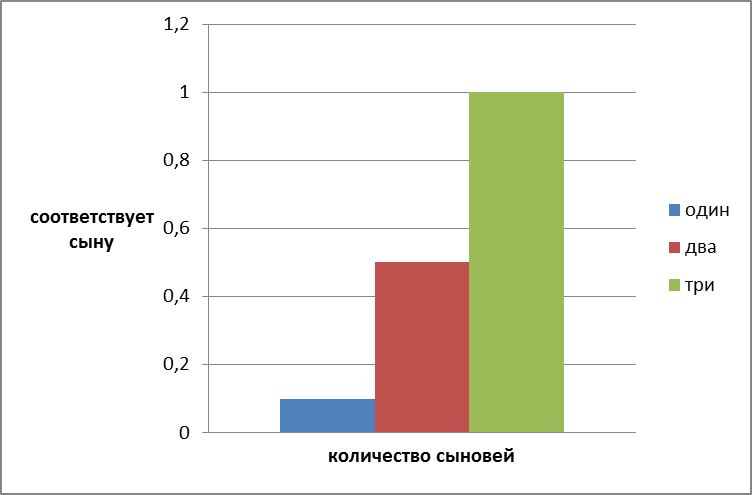 1,2
1
0,8
0,6
0,4
0,2
0
соответствует
сыну
количество сыновей
один
два
три